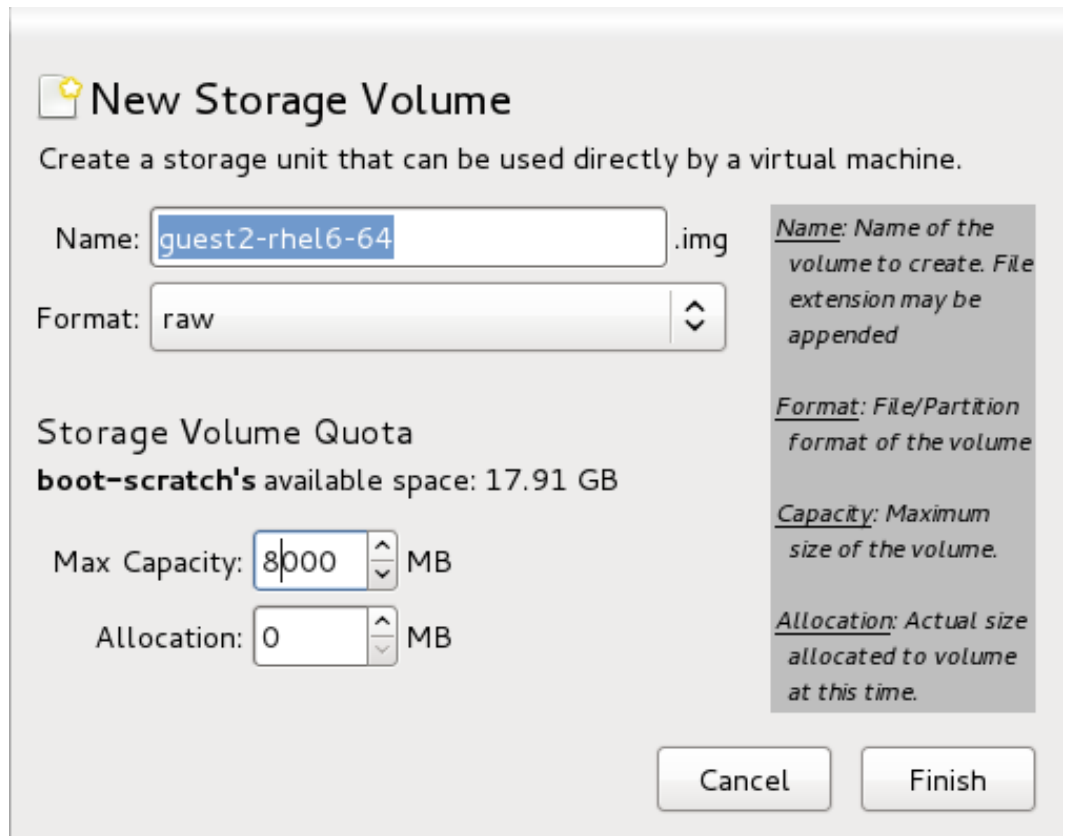 New Storage Volume
Create a storage unit that can be used directly by a virtual machine.
Name: guest2-rhel6-64 .img
Format: raw
Storage Volume Quota
boot-scratch's available space: 17.91 GB
Max Capacity: 8000 MB
Allocation: 0 MB
Name: Name of the
volume to create. File
extension may be
appended
Format: File/Partition
format of the volume
Capacity: Maximum
size of the volume.
Allocation: Actual size
allocated to volume
at this time.
Cancel Finish